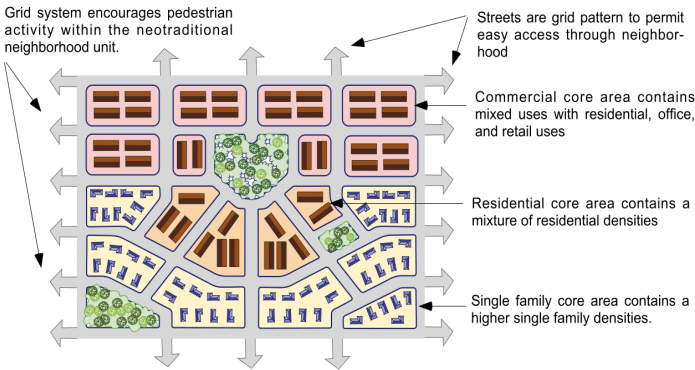 Grid system encourages pedestrian
activity within the neotraditional
neighborhood unit.
Streets are grid pattern to permit
easy access through neighbor-
hood
Commercial core area contains
mixed uses with residential, office,
and retail uses
Residential core area contains a
mixture of residential densities
Single family core area contains a
higher single family densities.